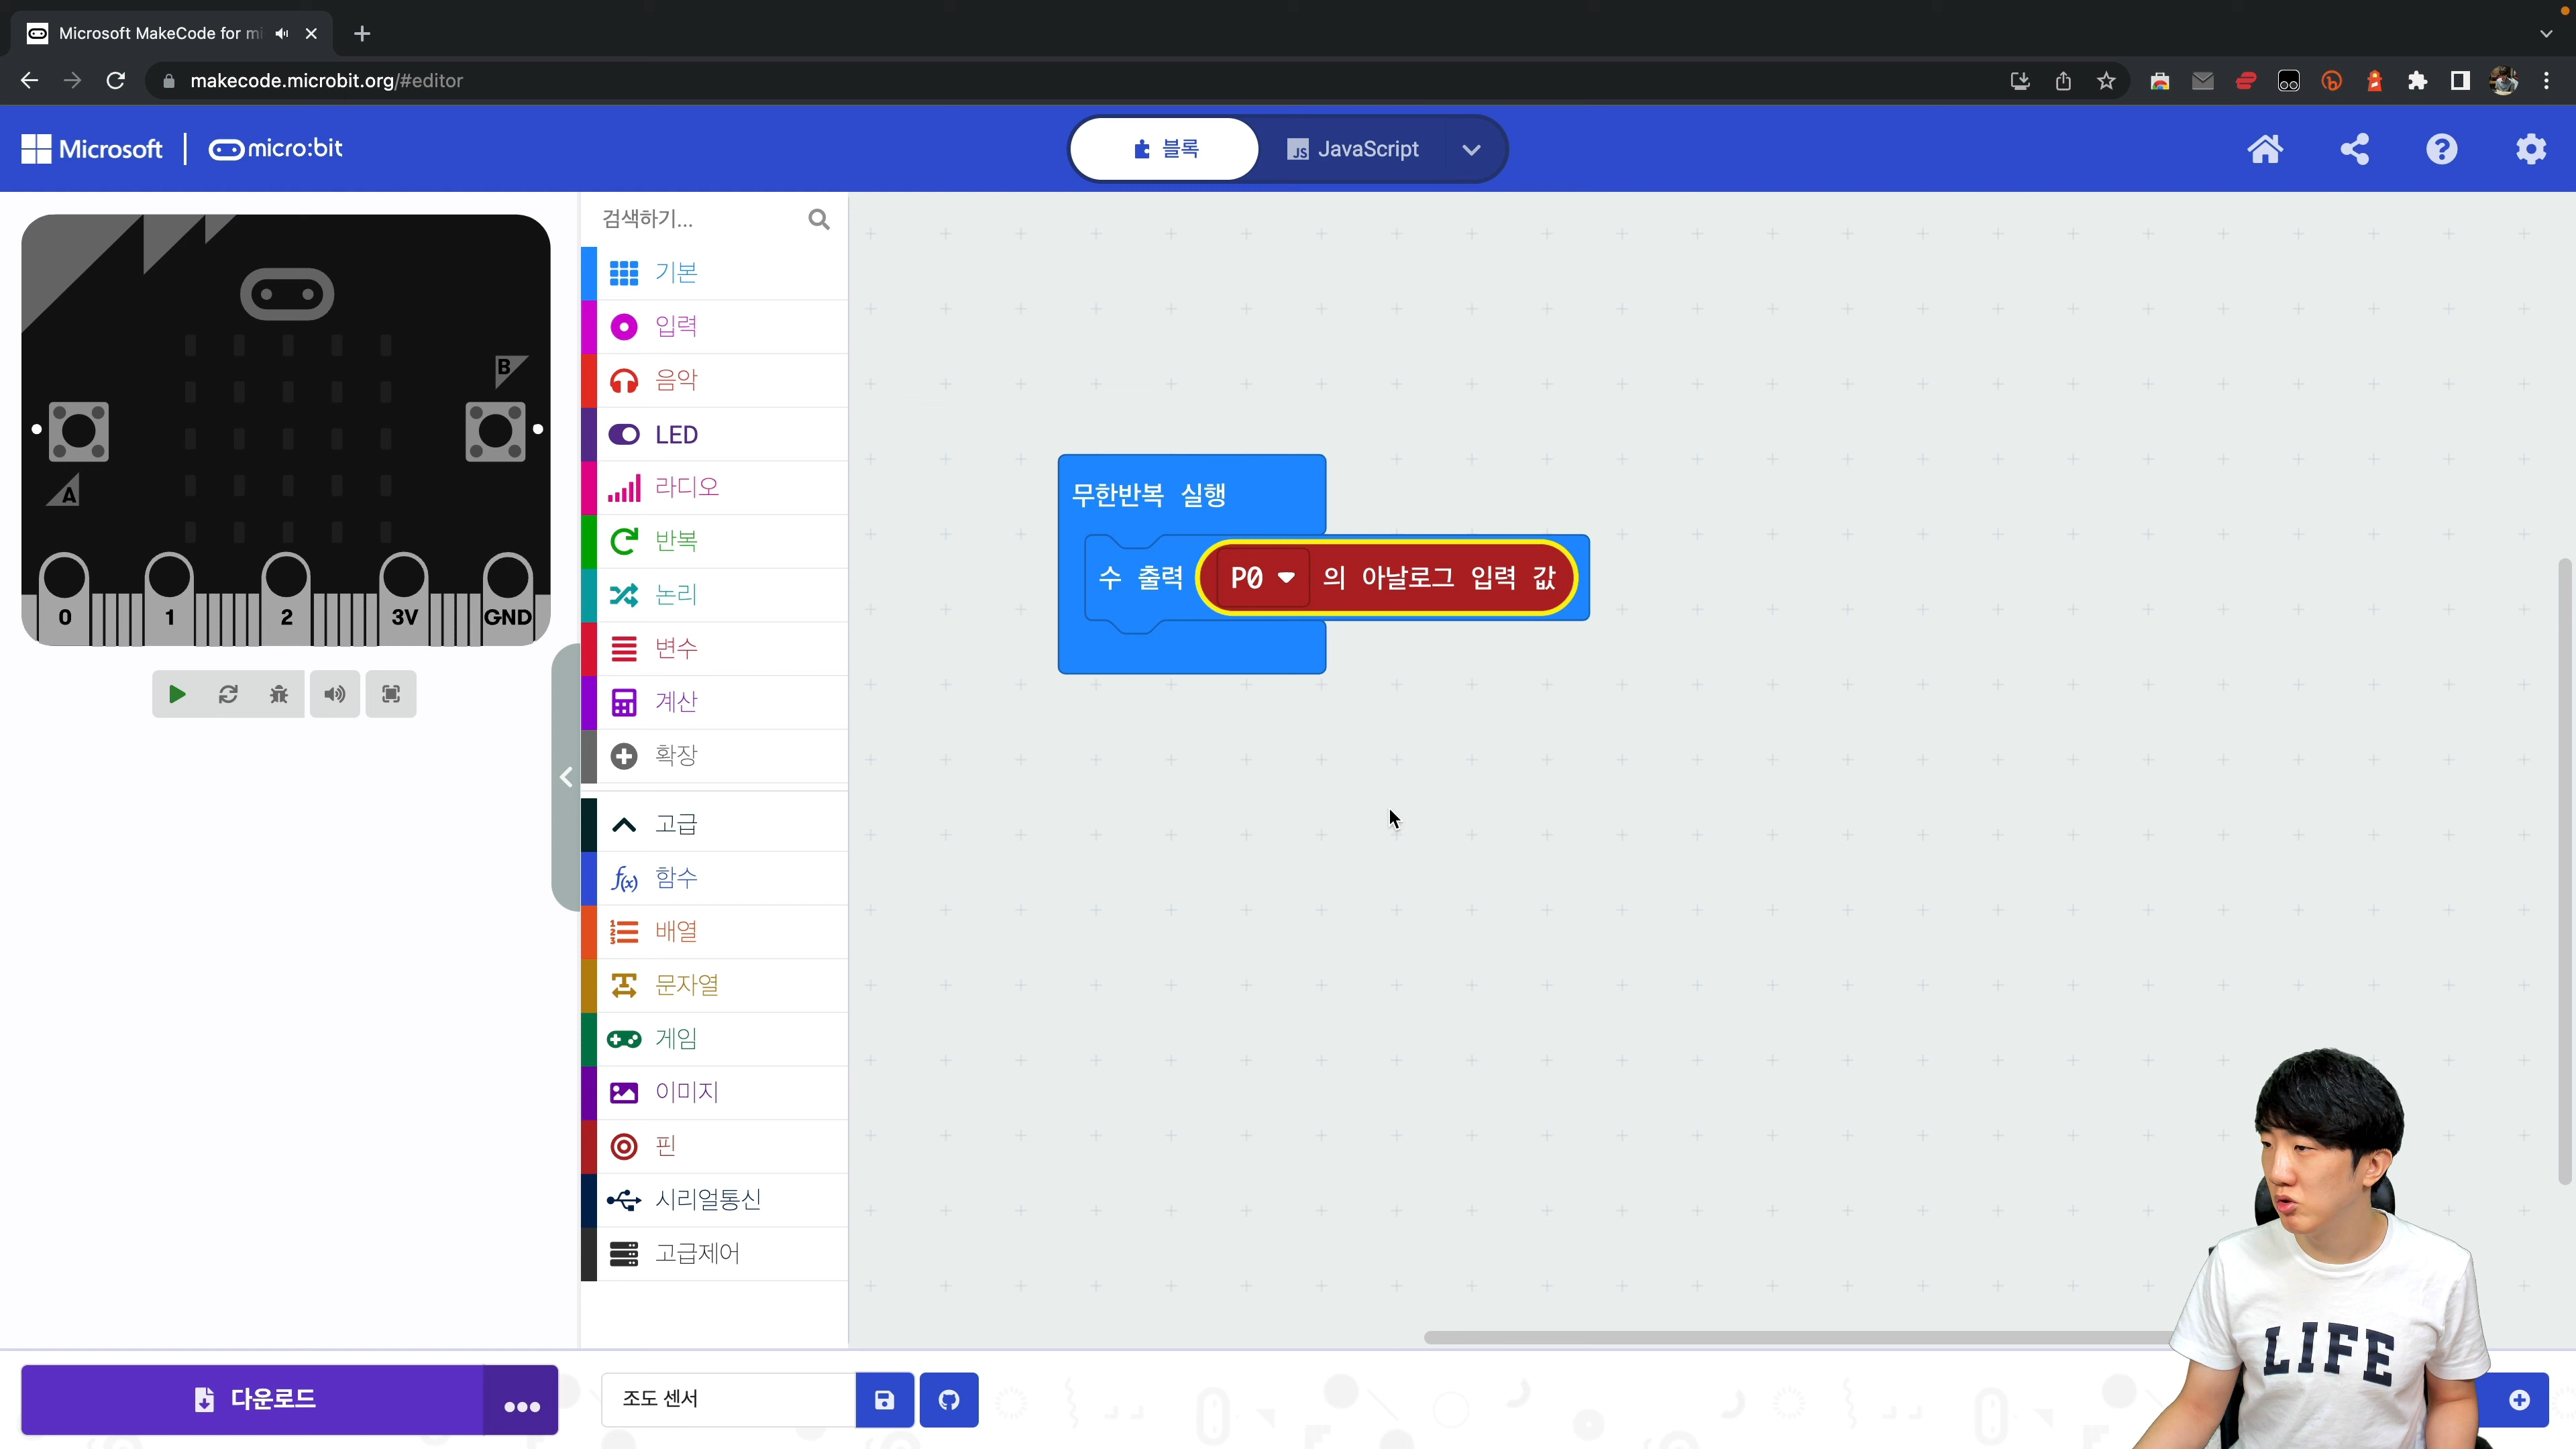 Microsoft MakeCode for mi
makecode.microbit.org/#editor
Microsoft
micro:bit
블록
JS JavaScript
B
A
0
1
2
3V
GND
검색하기...
기본
입력
음악
LED
라디오
반복
논리
변수
계산
확장
고급
함수
배열
문자열
게임
이미지
핀
시리얼통신
고급제어
무한반복 실행
수 출력 P0 의 아날로그 입력 값
LIFE
다운로드
조도 센서